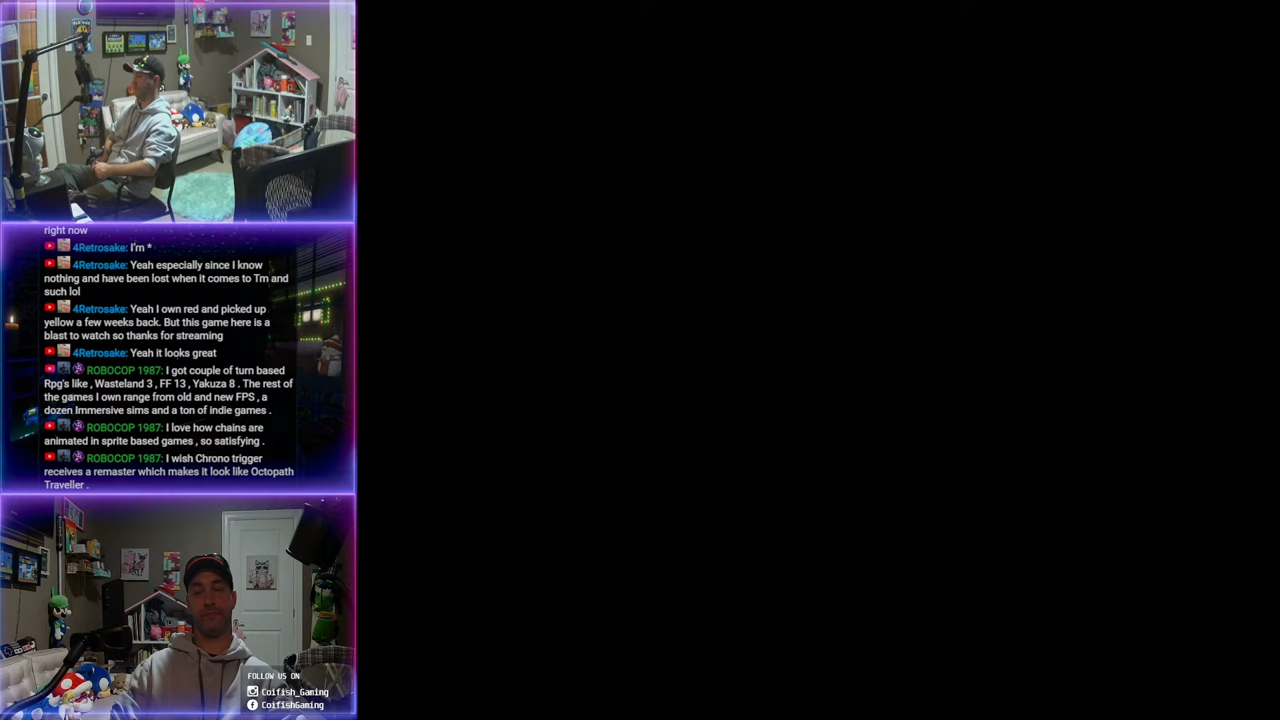 right now
4Retrosake: I'm *
4Retrosake: Yeah especially since I know
nothing and have been lost when it comes to Tm and
such lol
4Retrosake: Yeah I own red and picked up
yellow a few weeks back. But this game here is a
blast to watch so thanks for streaming
4Retrosake: Yeah it looks great
ROBOCOP 1987: I got couple of turn based
Rpg's like , Wasteland 3 , FF 13 , Yakuza 8 . The rest of
the games I own range from old and new FPS , a
dozen Immersive sims and a ton of indie games .
ROBOCOP 1987: I love how chains are
animated in sprite based games , so satisfying .
ROBOCOP 1987: I wish Chrono trigger
receives a remaster which makes it look like Octopath
Traveller .
FOLLOW US ON
Coifish_Gaming
CoifishGaming